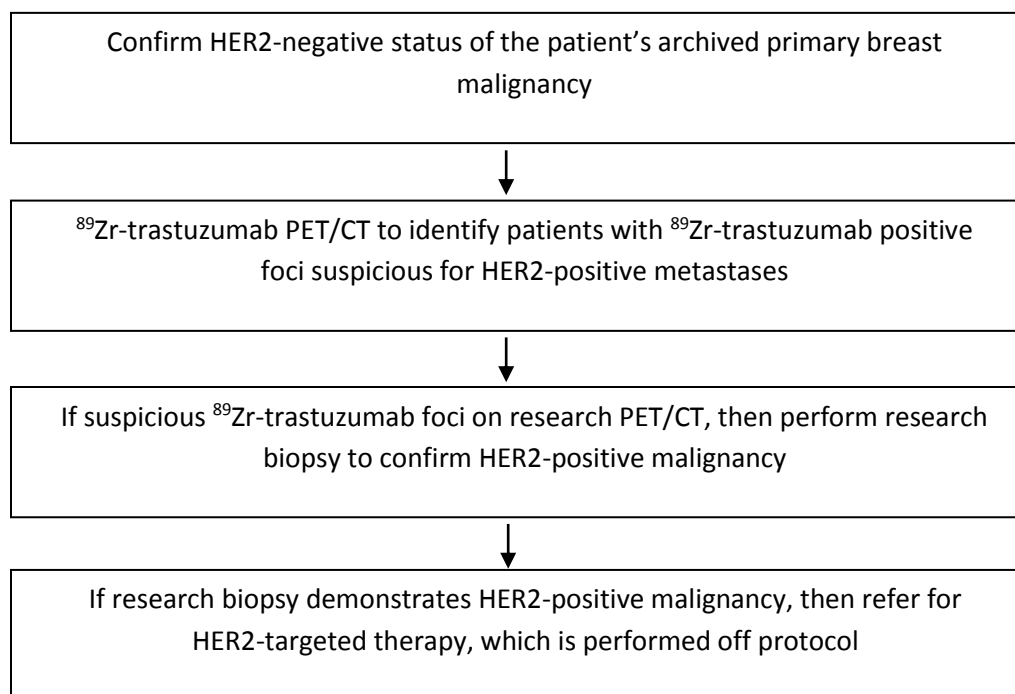 Confirm HER2-negative status of the patient’s archived primary breast
malignancy
⁸⁹Zr-trastuzumab PET/CT to identify patients with ⁸⁹Zr-trastuzumab positive
foci suspicious for HER2-positive metastases
If suspicious ⁸⁹Zr-trastuzumab foci on research PET/CT, then perform research
biopsy to confirm HER2-positive malignancy
If research biopsy demonstrates HER2-positive malignancy, then refer for
HER2-targeted therapy, which is performed off protocol